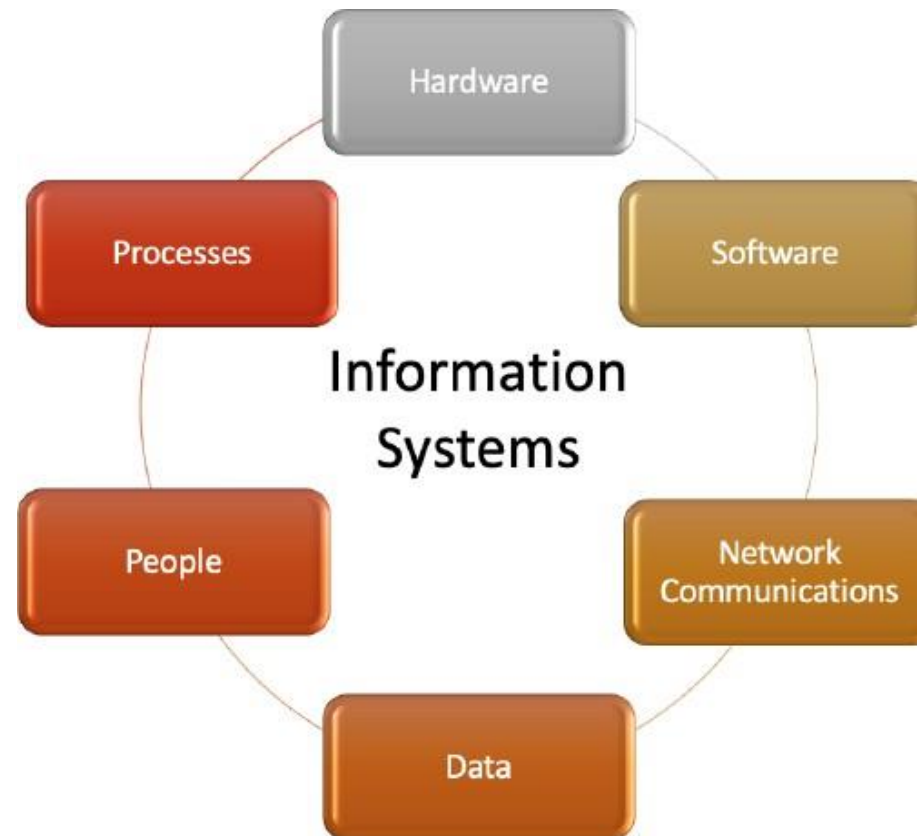 Hardware
Processes
Software
Information
Systems
People
Network
Communications
Data